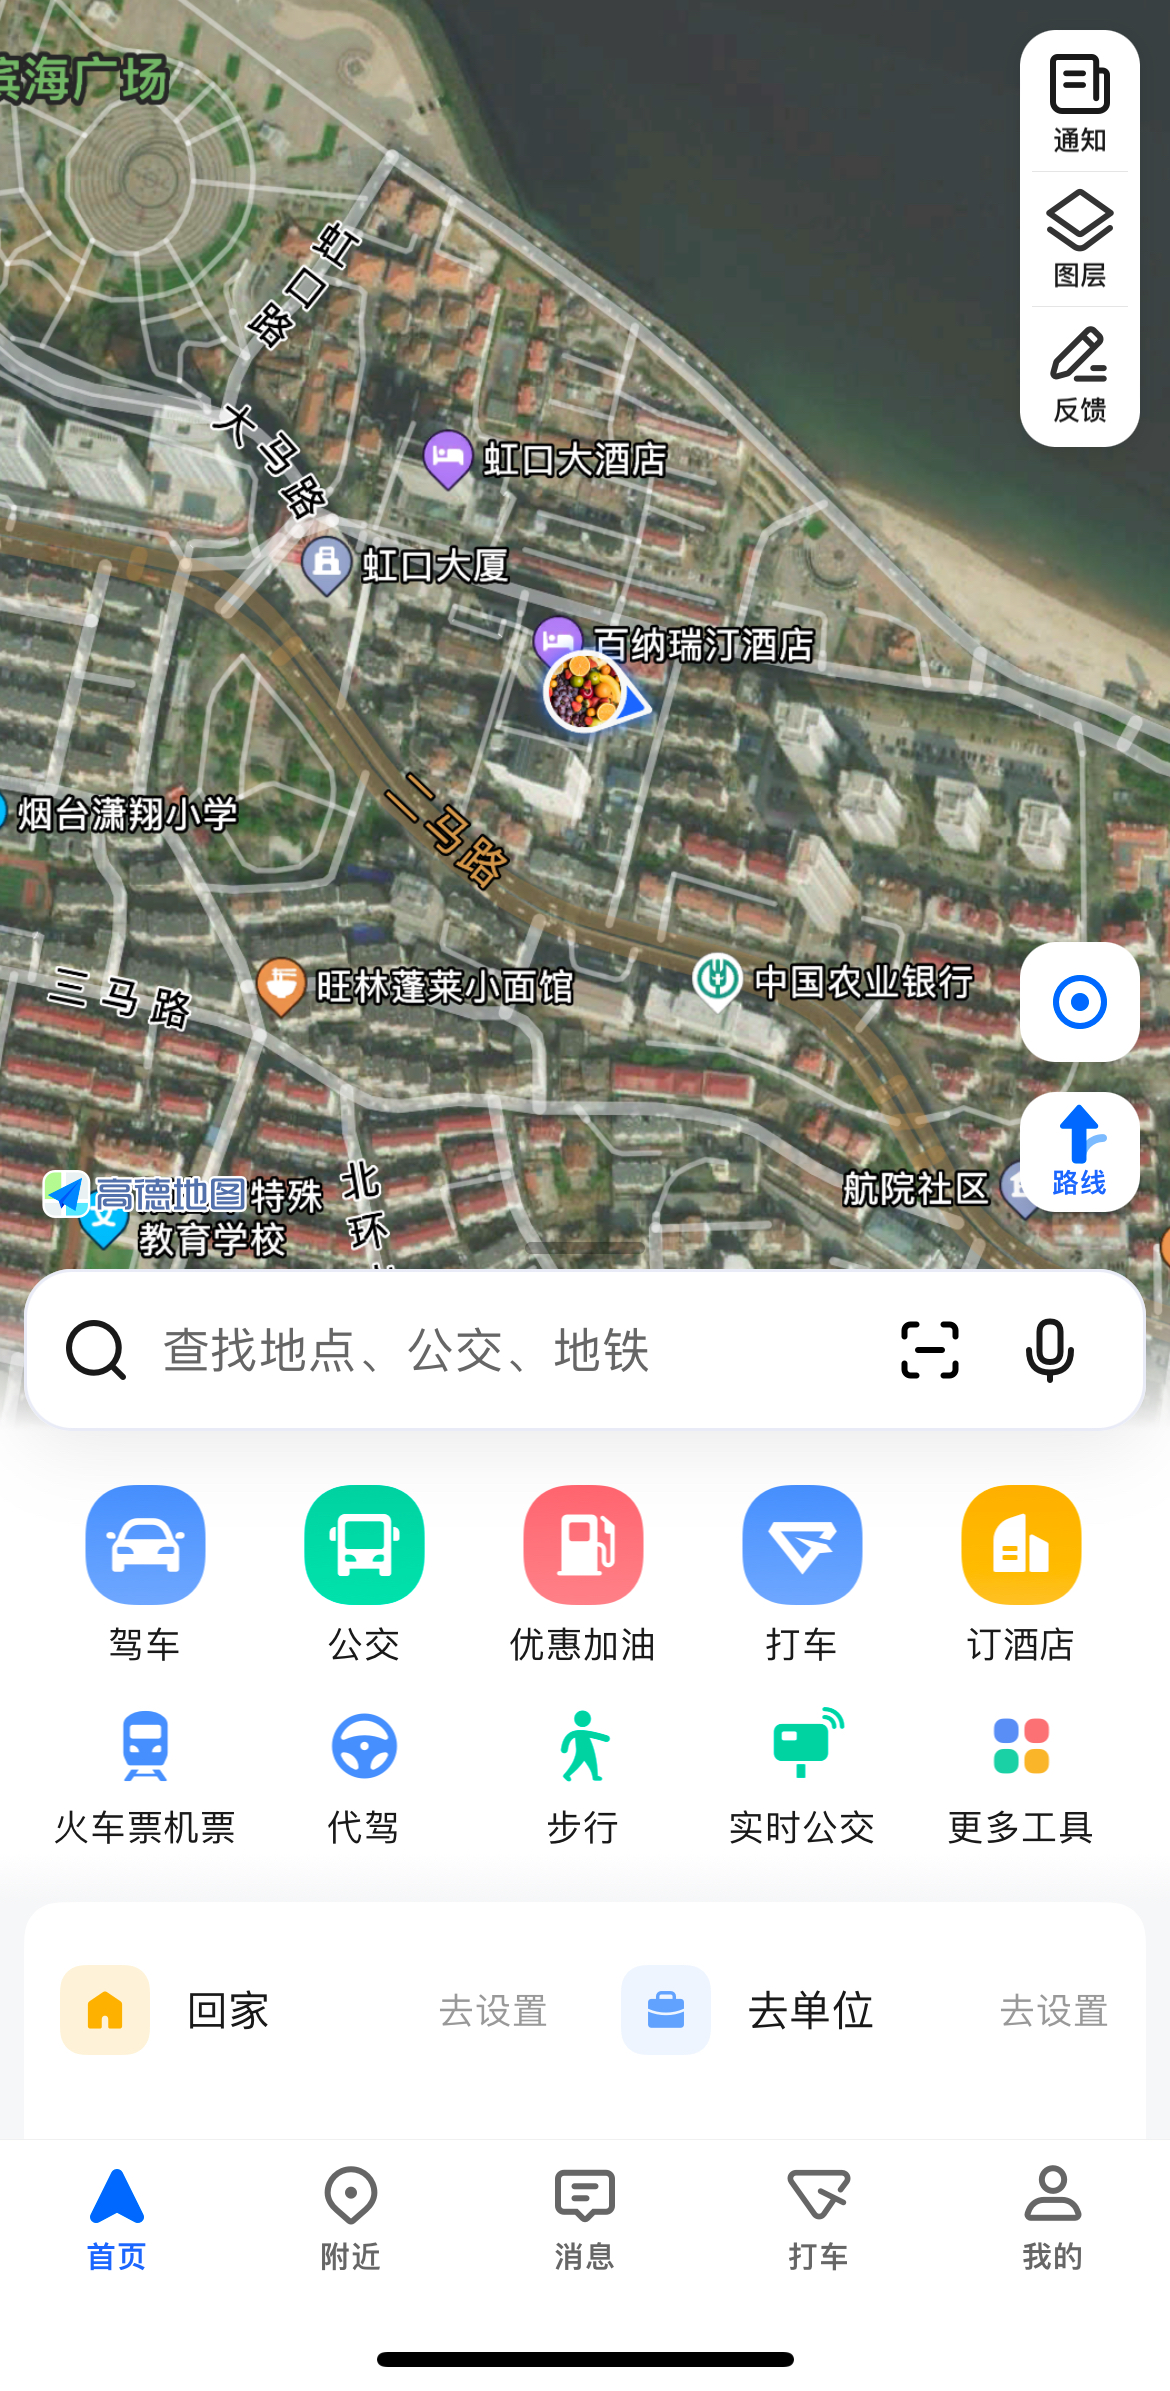 滨海广场
通知
图层
反馈
虹口路
大马路
虹口大酒店
虹口大厦
百纳瑞汀酒店
烟台潇翔小学
二马路
三马路
旺林蓬莱小面馆
中国农业银行
路线
高德地图
特殊
教育学校
北环
航院社区
查找地点、公交、地铁
驾车
公交
优惠加油
打车
订酒店
火车票机票
代驾
步行
实时公交
更多工具
回家
去设置
去单位
去设置
首页
附近
消息
打车
我的